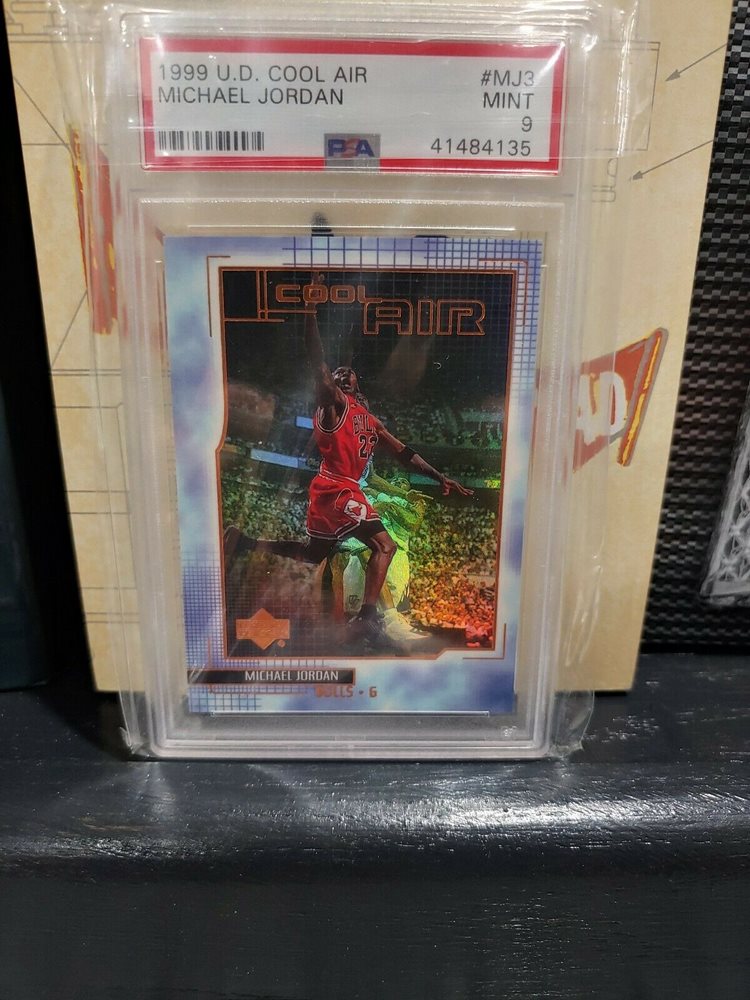 1999 U.D. COOL AIR #MJ3
MICHAEL JORDAN MINT
9
PSA 41484135
COOL
AIR
BULLS
23
MICHAEL JORDAN
BULLS • G